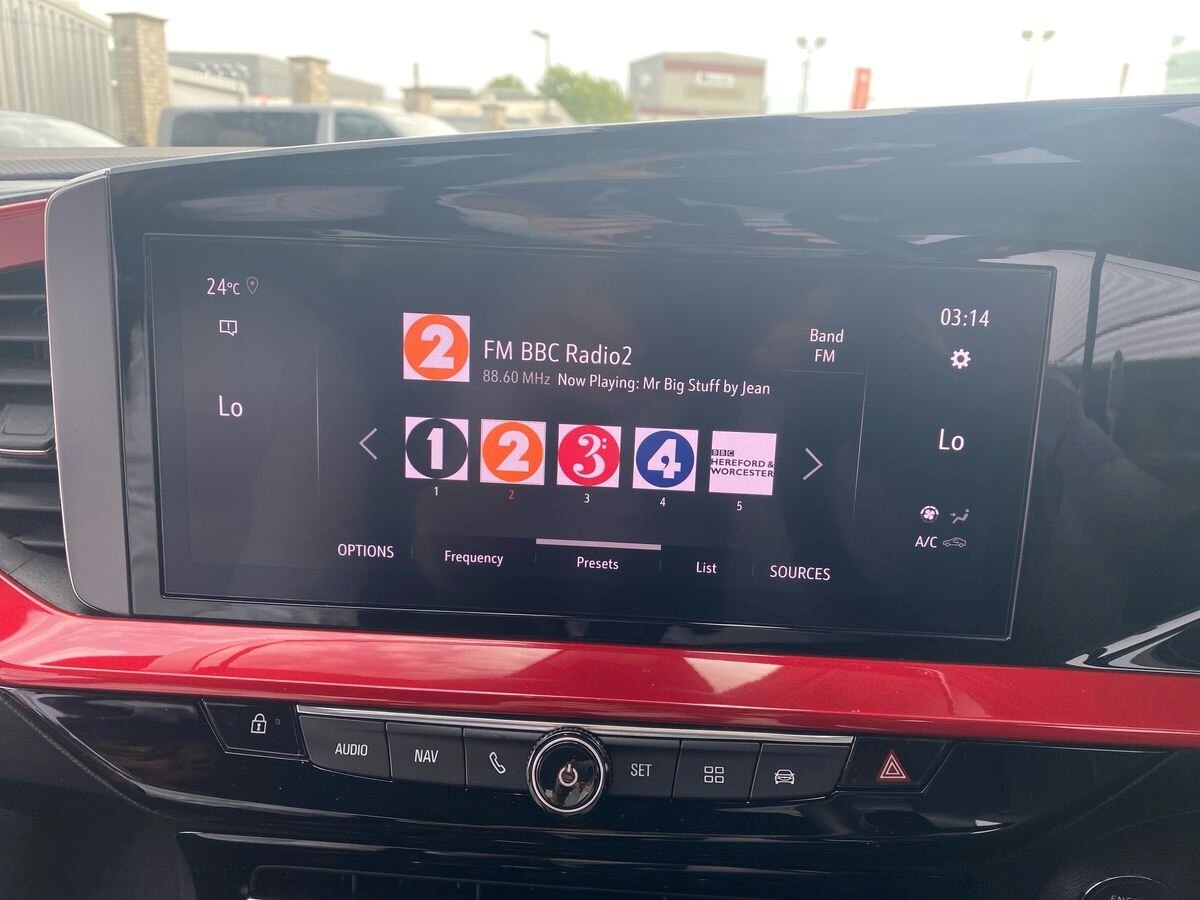 24°C
Lo
2
FM BBC Radio2
88.60 MHz Now Playing: Mr Big Stuff by Jean
Band
FM
03:14
Lo
A/C
1 2 3 4 BBC
HEREFORD &
WORCESTER
1 2 3 4 5
OPTIONS Frequency Presets List SOURCES
AUDIO NAV SET